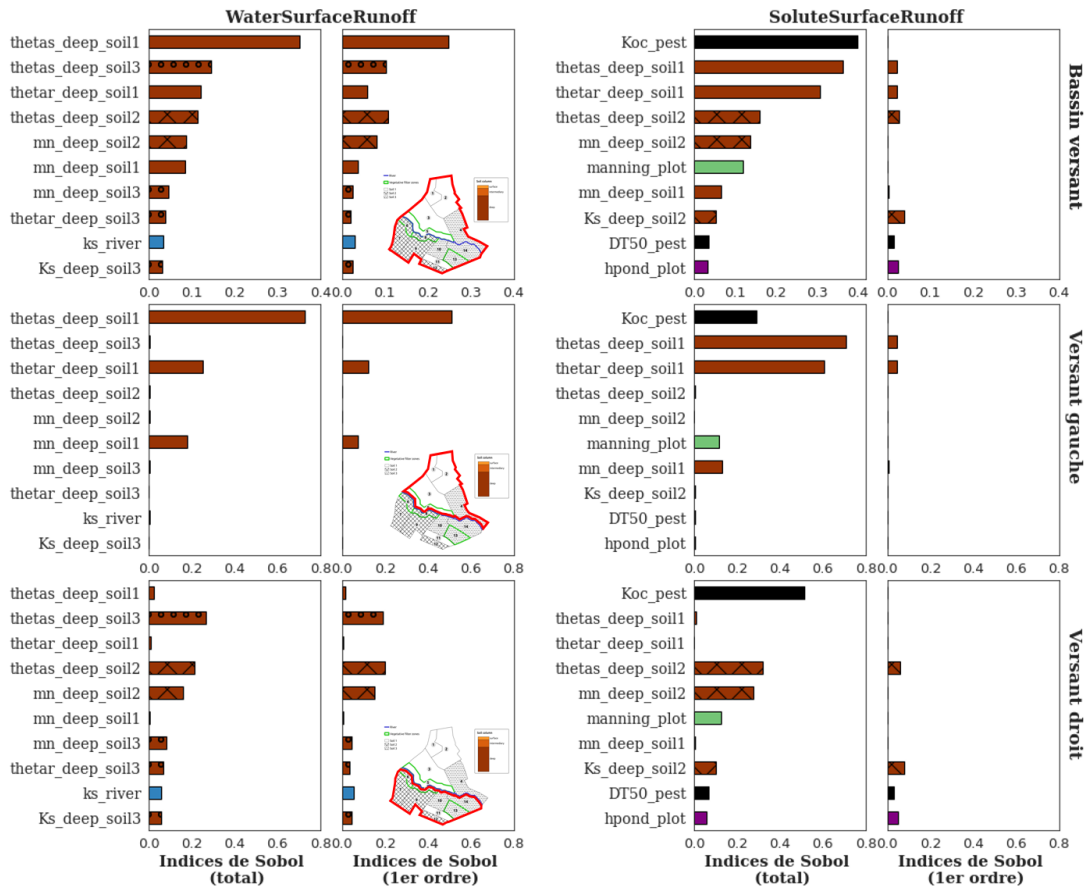 WaterSurfaceRunoff
SoluteSurfaceRunoff
thetas_deep_soil1
thetas_deep_soil3
thetar_deep_soil1
thetas_deep_soil2
mn_deep_soil2
mn_deep_soil1
mn_deep_soil3
thetar_deep_soil3
ks_river
Ks_deep_soil3
0.0 0.1 0.2 0.3 0.4
0.0 0.1 0.2 0.3 0.4
Koc_pest
thetas_deep_soil1
thetar_deep_soil1
thetas_deep_soil2
mn_deep_soil2
manning_plot
mn_deep_soil1
Ks_deep_soil2
DT50_pest
hpond_plot
0.0 0.1 0.2 0.3 0.4
0.0 0.1 0.2 0.3 0.4
Bassin versant
thetas_deep_soil1
thetas_deep_soil3
thetar_deep_soil1
thetas_deep_soil2
mn_deep_soil2
mn_deep_soil1
mn_deep_soil3
thetar_deep_soil3
ks_river
Ks_deep_soil3
0.0 0.2 0.4 0.6 0.8
0.0 0.2 0.4 0.6 0.8
Koc_pest
thetas_deep_soil1
thetar_deep_soil1
thetas_deep_soil2
mn_deep_soil2
manning_plot
mn_deep_soil1
Ks_deep_soil2
DT50_pest
hpond_plot
0.0 0.2 0.4 0.6 0.8
0.0 0.2 0.4 0.6 0.8
Versant gauche
thetas_deep_soil1
thetas_deep_soil3
thetar_deep_soil1
thetas_deep_soil2
mn_deep_soil2
mn_deep_soil1
mn_deep_soil3
thetar_deep_soil3
ks_river
Ks_deep_soil3
0.0 0.2 0.4 0.6 0.8
0.0 0.2 0.4 0.6 0.8
Indices de Sobol
(total)
Indices de Sobol
(1er ordre)
Koc_pest
thetas_deep_soil1
thetar_deep_soil1
thetas_deep_soil2
mn_deep_soil2
manning_plot
mn_deep_soil1
Ks_deep_soil2
DT50_pest
hpond_plot
0.0 0.2 0.4 0.6 0.8
0.0 0.2 0.4 0.6 0.8
Indices de Sobol
(total)
Indices de Sobol
(1er ordre)
Versant droit